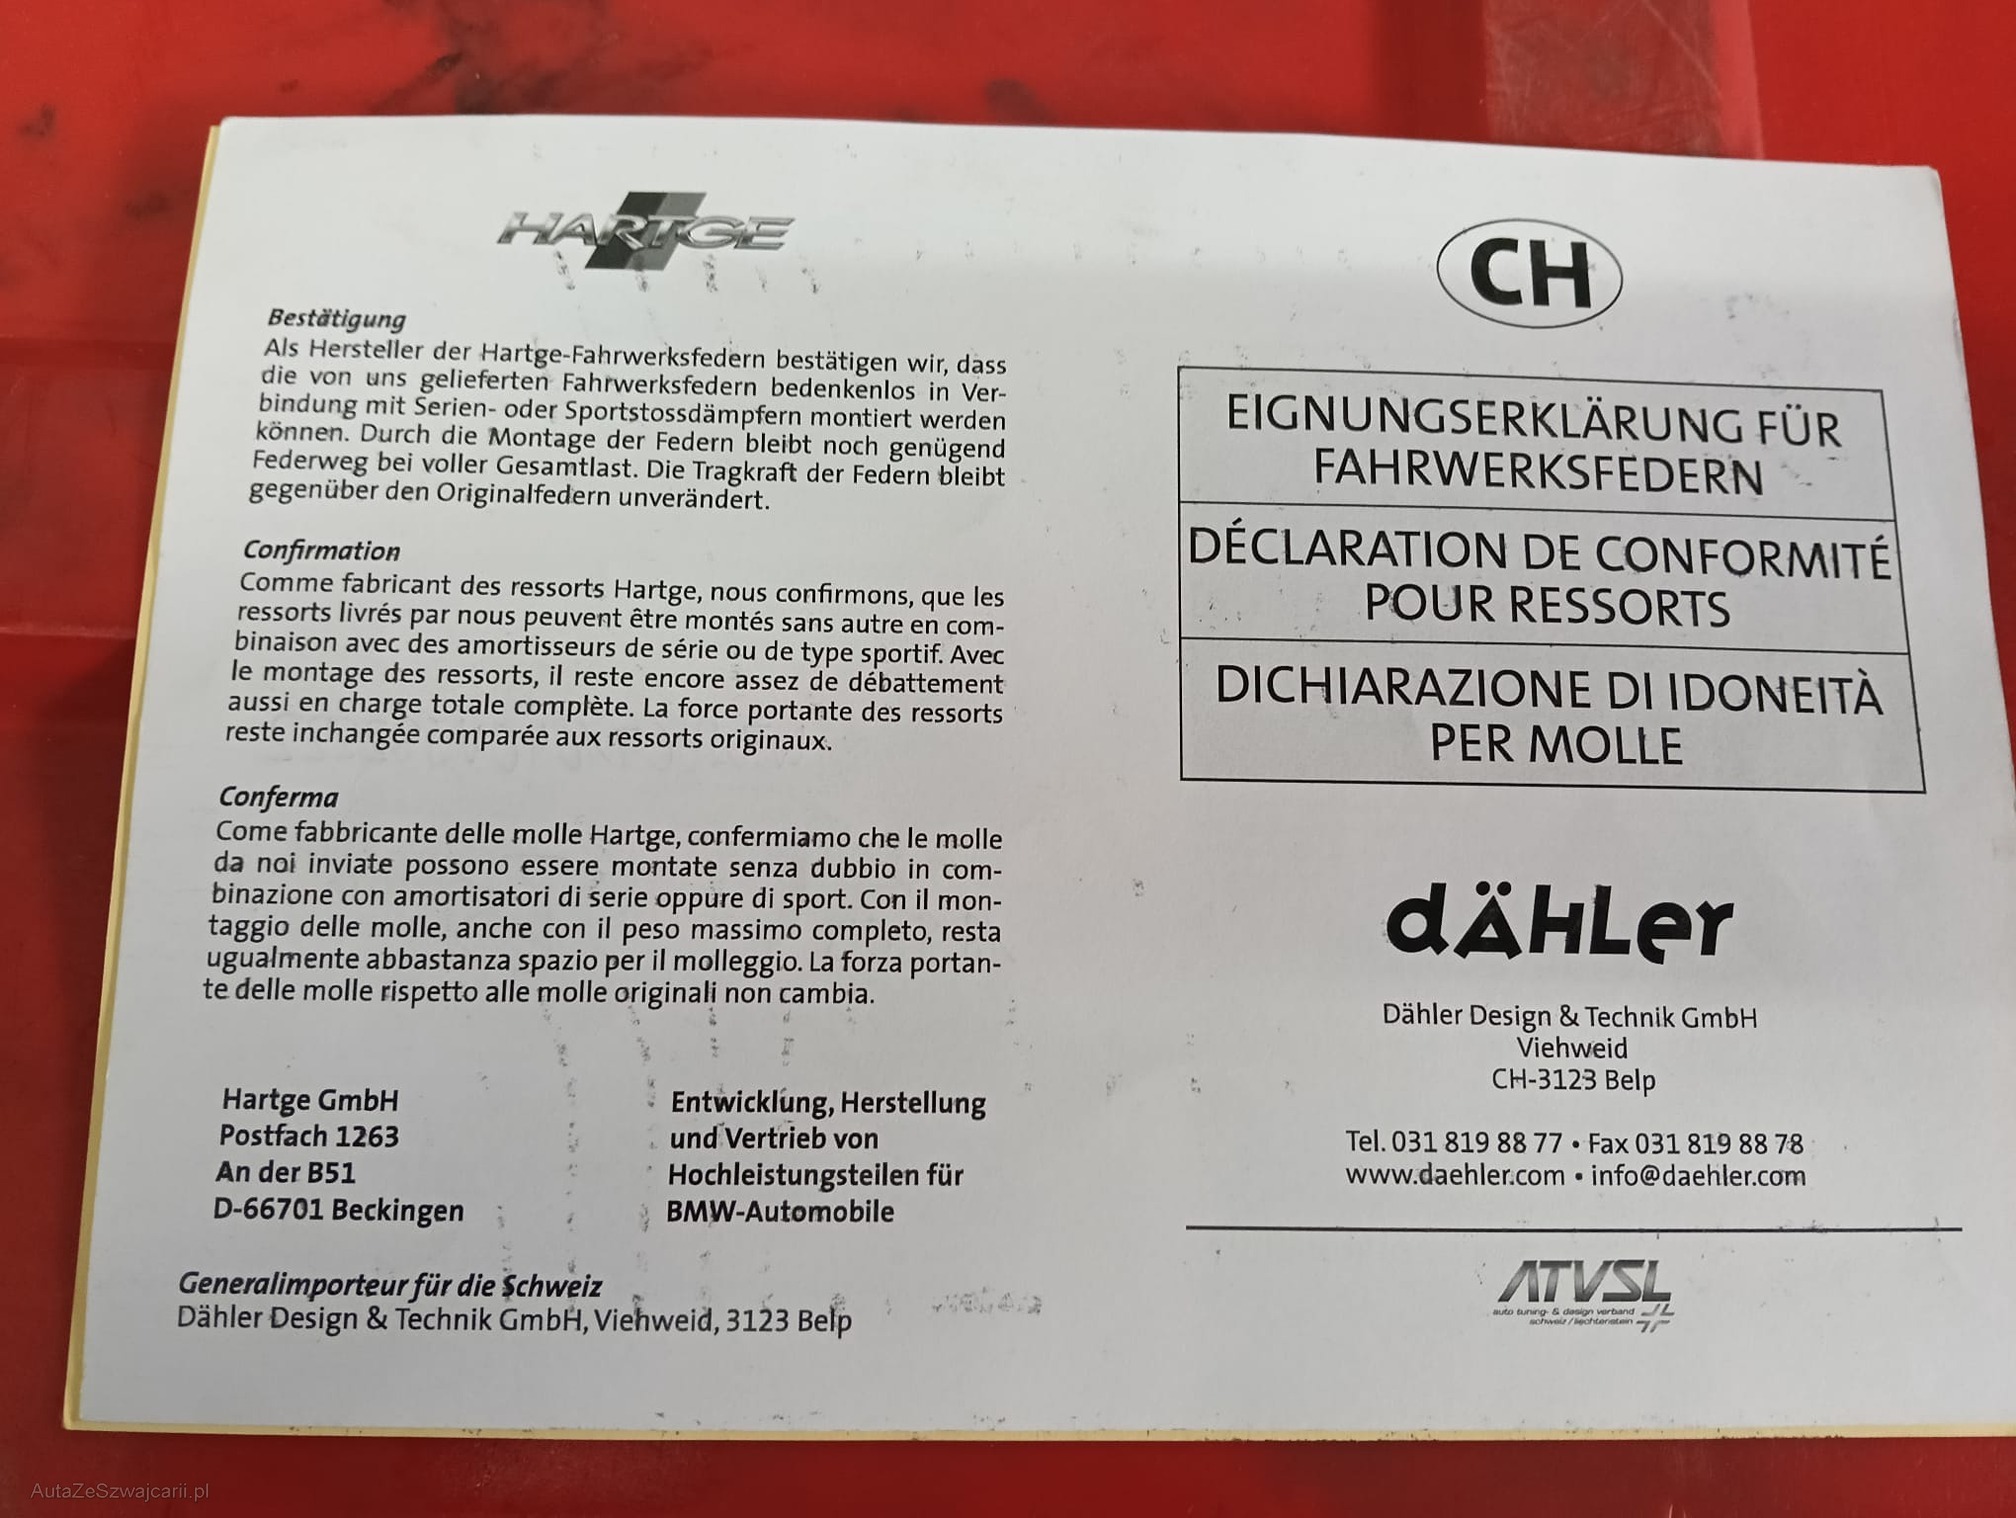 HARTGE
Bestätigung
Als Hersteller der Hartge-Fahrwerksfedern bestätigen wir, dass
die von uns gelieferten Fahrwerksfedern bedenkenlos in Ver-
bindung mit Serien- oder Sportstossdämpfern montiert werden
können. Durch die Montage der Federn bleibt noch genügend
Federweg bei voller Gesamtlast. Die Tragkraft der Federn bleibt
gegenüber den Originalfedern unverändert.
Confirmation
Comme fabricant des ressorts Hartge, nous confirmons, que les
ressorts livrés par nous peuvent être montés sans autre en com-
binaison avec des amortisseurs de série ou de type sportif. Avec
le montage des ressorts, il reste encore assez de débattement
aussi en charge totale complète. La force portante des ressorts
reste inchangée comparée aux ressorts originaux.
Conferma
Come fabbricante delle molle Hartge, confermiamo che le molle
da noi inviate possono essere montate senza dubbio in com-
binazione con amortisatori di serie oppure di sport. Con il mon-
taggio delle molle, anche con il peso massimo completo, resta
ugualmente abbastanza spazio per il molleggio. La forza portan-
te delle molle rispetto alle molle originali non cambia.
Hartge GmbH
Postfach 1263
An der B51
D-66701 Beckingen
Entwicklung, Herstellung
und Vertrieb von
Hochleistungsteilen für
BMW-Automobile
Generalimporteur für die Schweiz
Dähler Design & Technik GmbH, Viehweid, 3123 Belp
CH
EIGNUNGSERKLÄRUNG FÜR
FAHRWERKSFEDERN
DÉCLARATION DE CONFORMITÉ
POUR RESSORTS
DICHIARAZIONE DI IDONEITÀ
PER MOLLE
dÄHLer
Dähler Design & Technik GmbH
Viehweid
CH-3123 Belp
Tel. 031 819 88 77 • Fax 031 819 88 78
www.daehler.com • info@daehler.com
ATVSL
auto tuning- & design verband
schweiz / liechtenstein
AutaZeSzwajcarii.pl